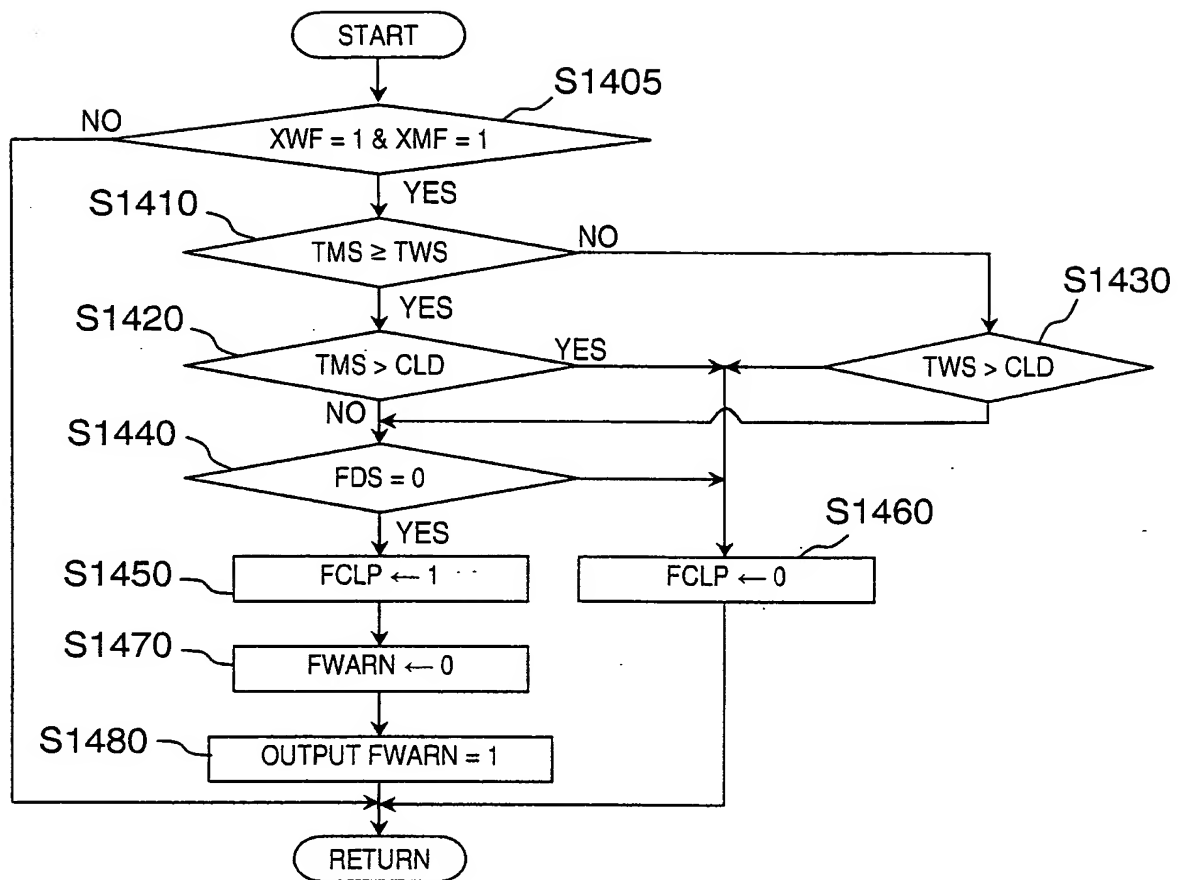 START
S1405
NO
XWF = 1 & XMF = 1
YES
S1410
NO
TMS ≥ TWS
S1430
YES
S1420
YES
TMS > CLD
TWS > CLD
NO
S1440
FDS = 0
S1460
YES
S1450
FCLP ← 1
FCLP ← 0
S1470
FWARN ← 0
S1480
OUTPUT FWARN = 1
RETURN